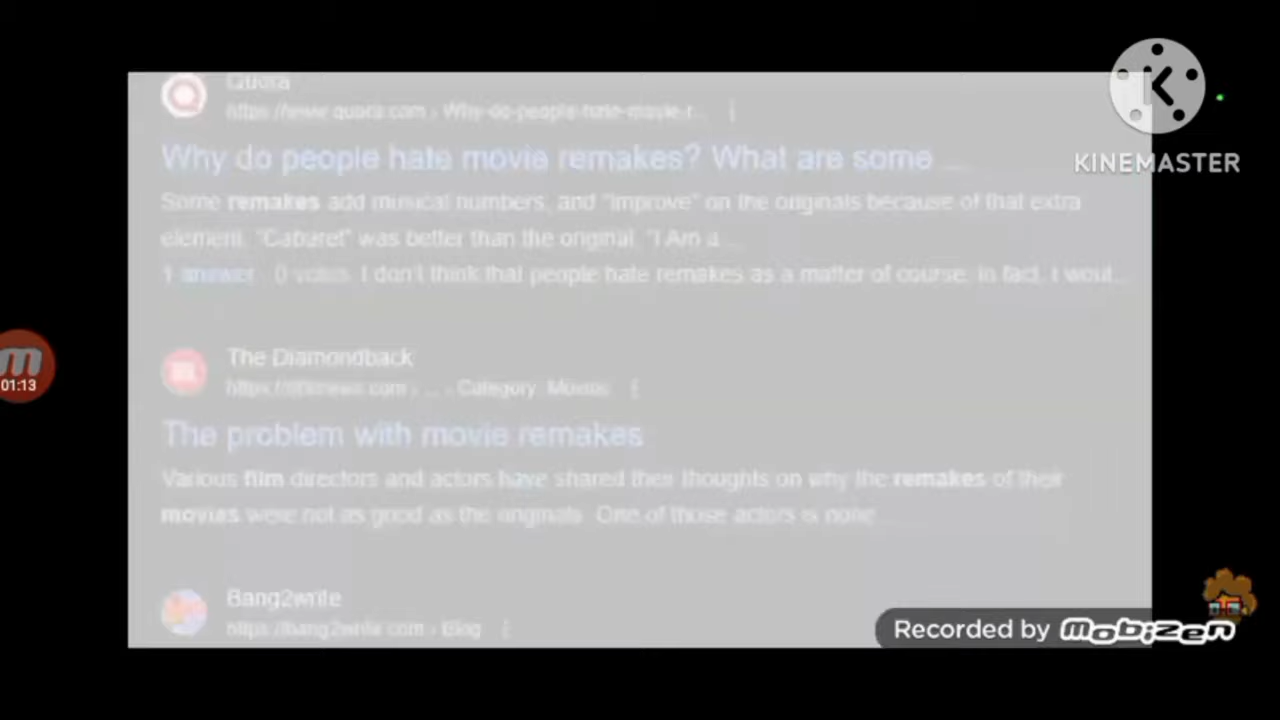 Quora
https://www.quora.com › Why-do-people-hate-movie-r...
Why do people hate movie remakes? What are some ...
Some remakes add musical numbers, and "improve" on the originals because of that extra
element. "Cabaret" was better than the original. "I Am a ...
1 answer · 0 votes: I don't think that people hate remakes as a matter of course. In fact, I woul...
The Diamondback
› ... › Category: Movies
The problem with movie remakes
Various film directors and actors have shared their thoughts on why the remakes of their
movies were not as good as the originals. One of those actors is none ...
Bang2write
https://bang2write.com › Blog
KINEMASTER
01:13
Recorded by Mobizen